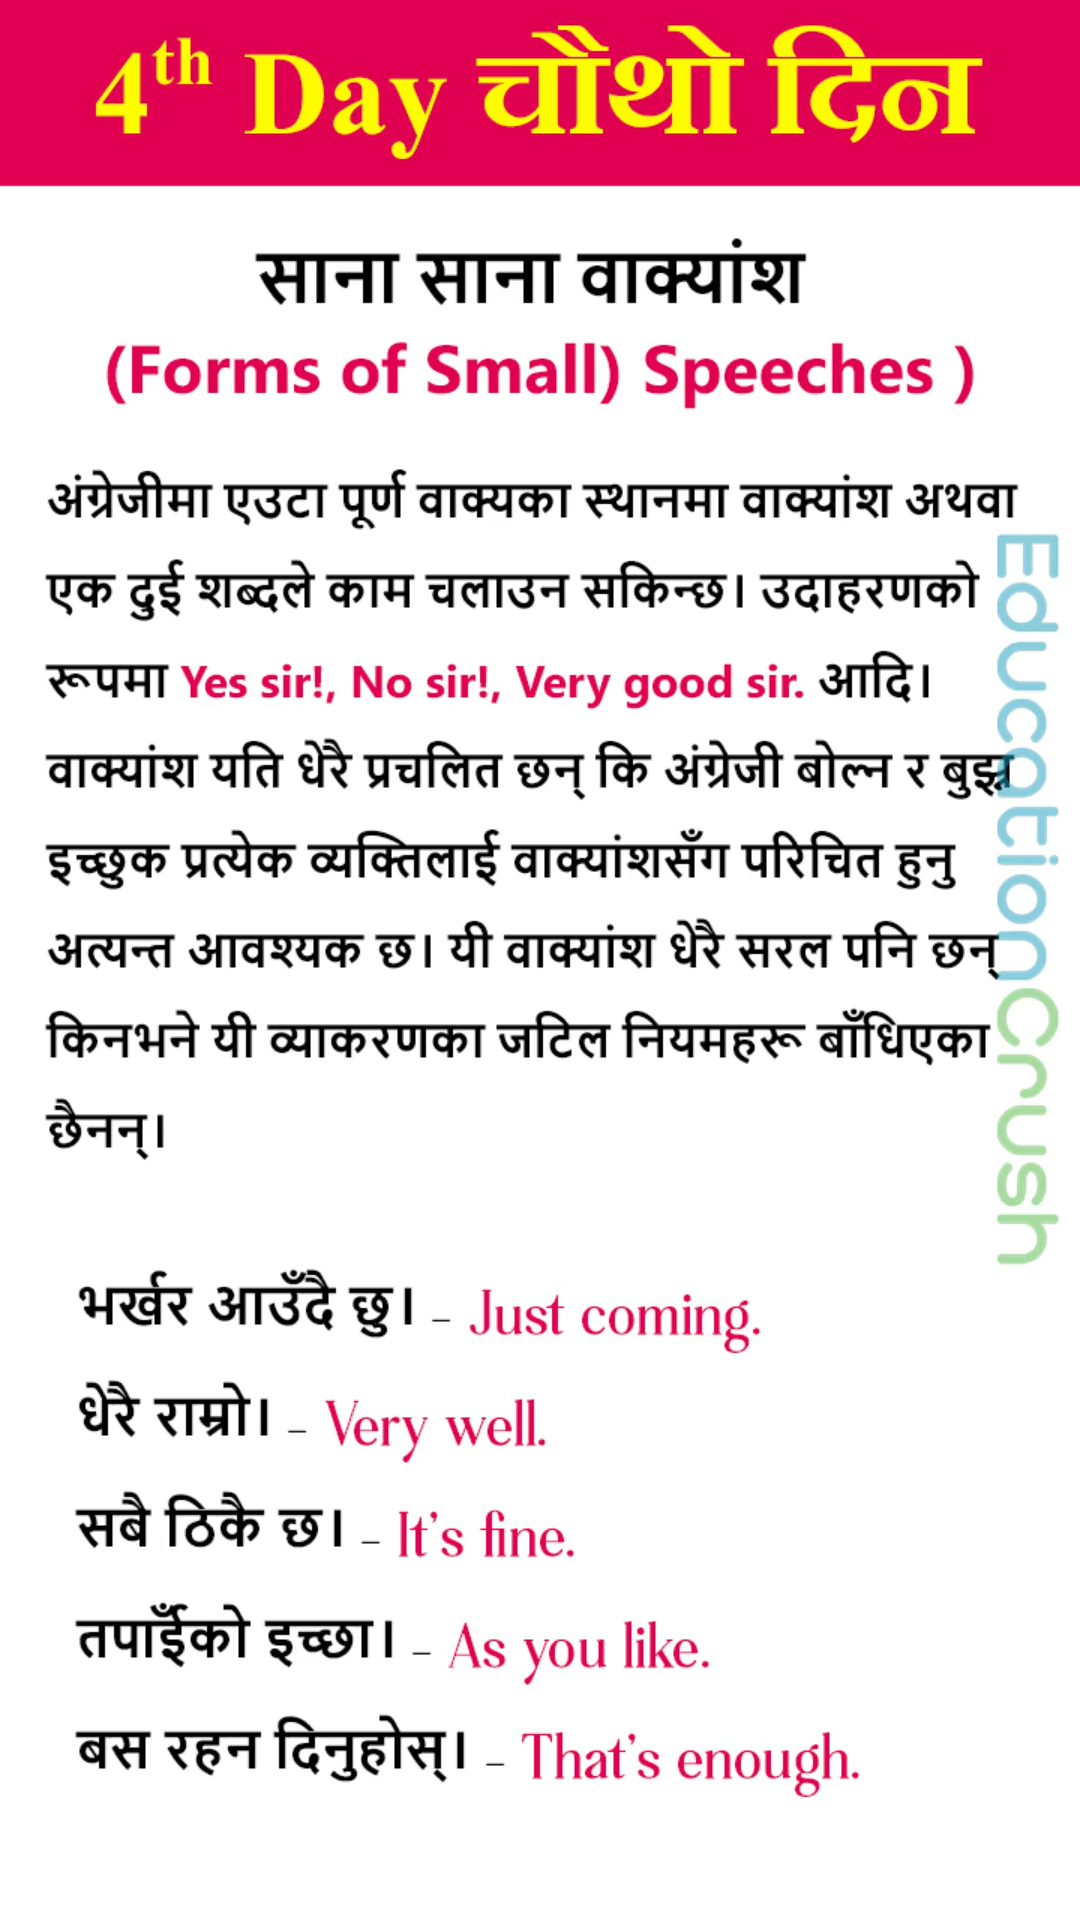 4th Day चौथो दिन
साना साना वाक्यांश
(Forms of Small) Speeches )
अंग्रेजीमा एउटा पूर्ण वाक्यका स्थानमा वाक्यांश अथवा
एक दुई शब्दले काम चलाउन सकिन्छ। उदाहरणको
रूपमा Yes sir!, No sir!, Very good sir. आदि।
वाक्यांश यति धेरै प्रचलित छन् कि अंग्रेजी बोल्न र बुझ्न
इच्छुक प्रत्येक व्यक्तिलाई वाक्यांशसँग परिचित हुनु
अत्यन्त आवश्यक छ। यी वाक्यांश धेरै सरल पनि छन्
किनभने यी व्याकरणका जटिल नियमहरू बाँधिएका
छैनन्।
भर्खर आउँदै छु। – Just coming.
धेरै राम्रो। – Very well.
सबै ठिकै छ। – It's fine.
तपाईँको इच्छा। – As you like.
बस रहन दिनुहोस्। – That's enough.
EducationCrush